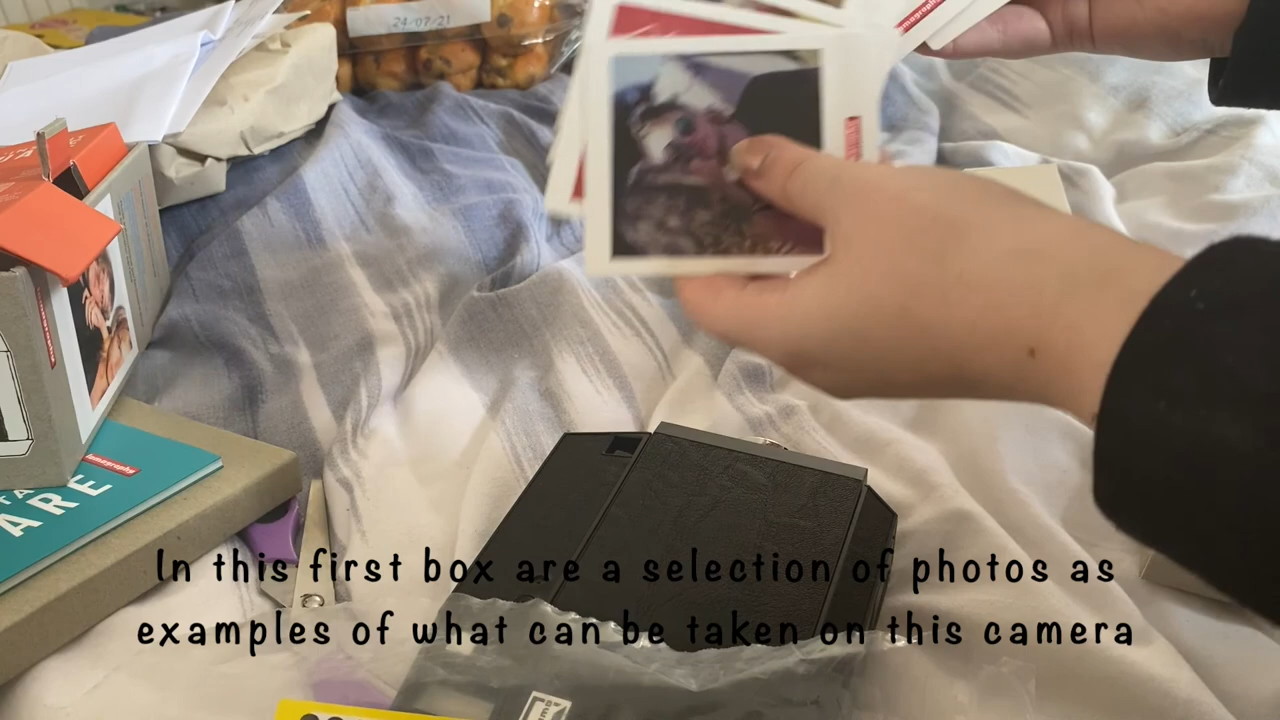 24/07/21
lomography
ARE
In this first box are a selection of photos as
examples of what can be taken on this camera